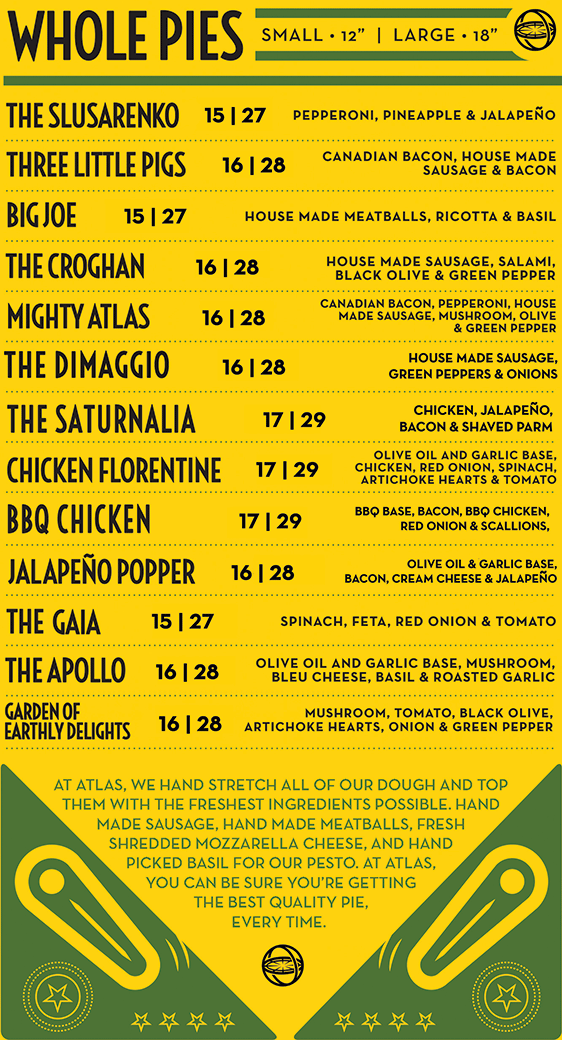 WHOLE PIES SMALL • 12” | LARGE • 18”
THE SLUSARENKO 15 | 27 PEPPERONI, PINEAPPLE & JALAPEÑO
THREE LITTLE PIGS 16 | 28 CANADIAN BACON, HOUSE MADE
SAUSAGE & BACON
BIG JOE 15 | 27 HOUSE MADE MEATBALLS, RICOTTA & BASIL
THE CROGHAN 16 | 28 HOUSE MADE SAUSAGE, SALAMI,
BLACK OLIVE & GREEN PEPPER
MIGHTY ATLAS 16 | 28 CANADIAN BACON, PEPPERONI, HOUSE
MADE SAUSAGE, MUSHROOM, OLIVE
& GREEN PEPPER
THE DIMAGGIO 16 | 28 HOUSE MADE SAUSAGE,
GREEN PEPPERS & ONIONS
THE SATURNALIA 17 | 29 CHICKEN, JALAPEÑO,
BACON & SHAVED PARM
CHICKEN FLORENTINE 17 | 29 OLIVE OIL AND GARLIC BASE,
CHICKEN, RED ONION, SPINACH,
ARTICHOKE HEARTS & TOMATO
BBQ CHICKEN 17 | 29 BBQ BASE, BACON, BBQ CHICKEN,
RED ONION & SCALLIONS,
JALAPEÑO POPPER 16 | 28 OLIVE OIL & GARLIC BASE,
BACON, CREAM CHEESE & JALAPEÑO
THE GAIA 15 | 27 SPINACH, FETA, RED ONION & TOMATO
THE APOLLO 16 | 28 OLIVE OIL AND GARLIC BASE, MUSHROOM,
BLEU CHEESE, BASIL & ROASTED GARLIC
GARDEN OF
EARTHLY DELIGHTS 16 | 28 MUSHROOM, TOMATO, BLACK OLIVE,
ARTICHOKE HEARTS, ONION & GREEN PEPPER
AT ATLAS, WE HAND STRETCH ALL OF OUR DOUGH AND TOP
THEM WITH THE FRESHEST INGREDIENTS POSSIBLE. HAND
MADE SAUSAGE, HAND MADE MEATBALLS, FRESH
SHREDDED MOZZARELLA CHEESE, AND HAND
PICKED BASIL FOR OUR PESTO. AT ATLAS,
YOU CAN BE SURE YOU’RE GETTING
THE BEST QUALITY PIE,
EVERY TIME.